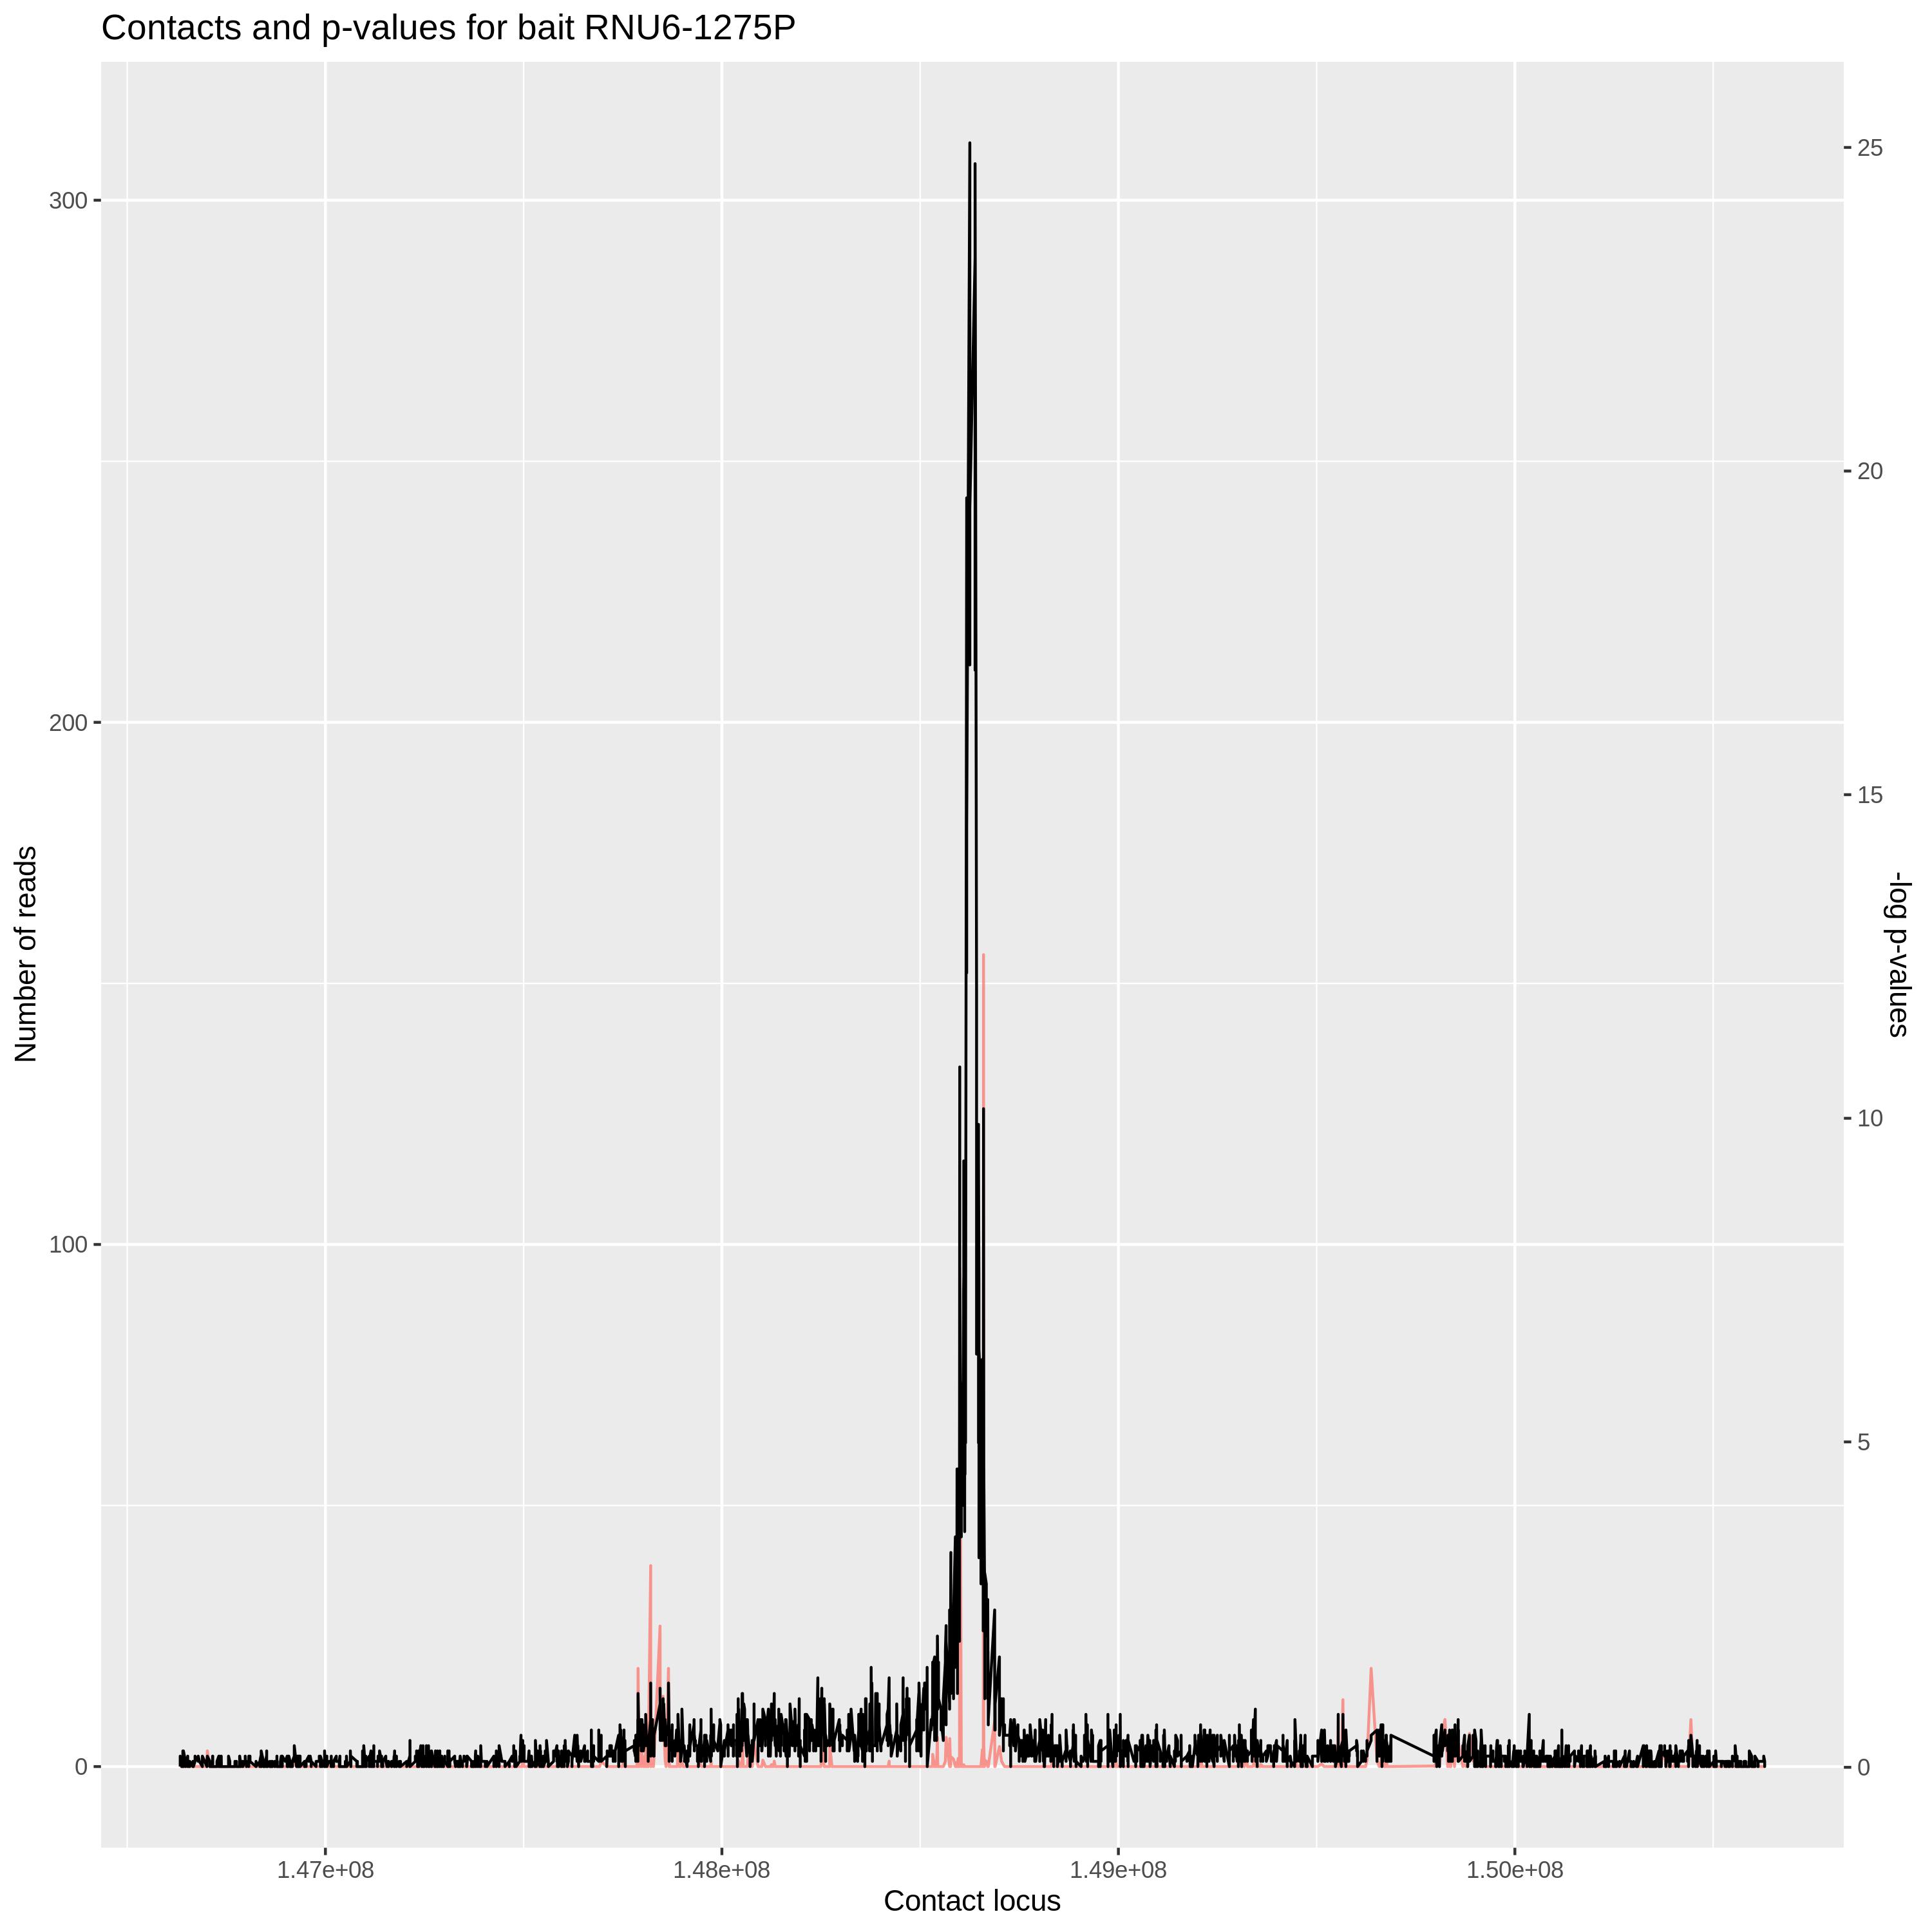 Contacts and p-values for bait RNU6-1275P
300
200
100
0
25
20
15
10
5
0
Number of reads
-log p-values
1.47e+08 1.48e+08 1.49e+08 1.50e+08
Contact locus